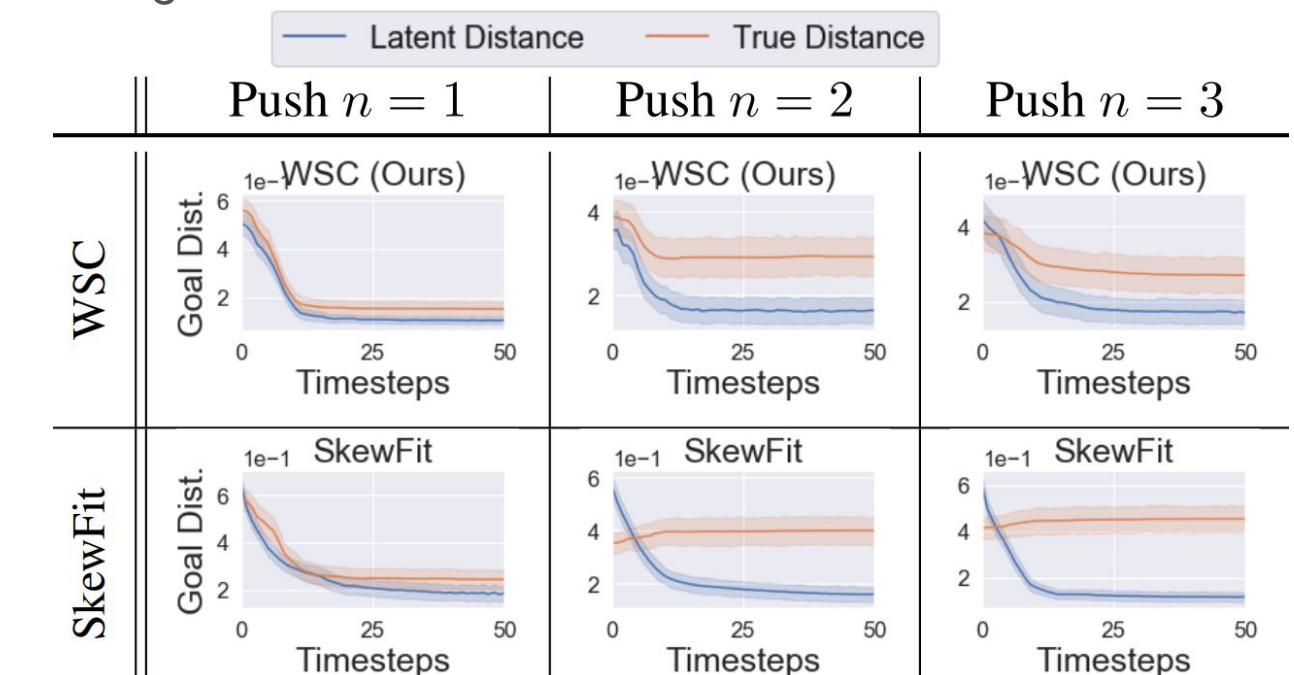 Latent Distance True Distance
Push n = 1 Push n = 2 Push n = 3
WSC
1e−1 WSC (Ours)
Goal Dist.
6
4
2
0 25 50
Timesteps
1e−1 WSC (Ours)
4
2
0 25 50
Timesteps
1e−1 WSC (Ours)
4
2
0 25 50
Timesteps
SkewFit
1e−1 SkewFit
Goal Dist.
6
4
2
0 25 50
Timesteps
1e−1 SkewFit
6
4
2
0 25 50
Timesteps
1e−1 SkewFit
6
4
2
0 25 50
Timesteps